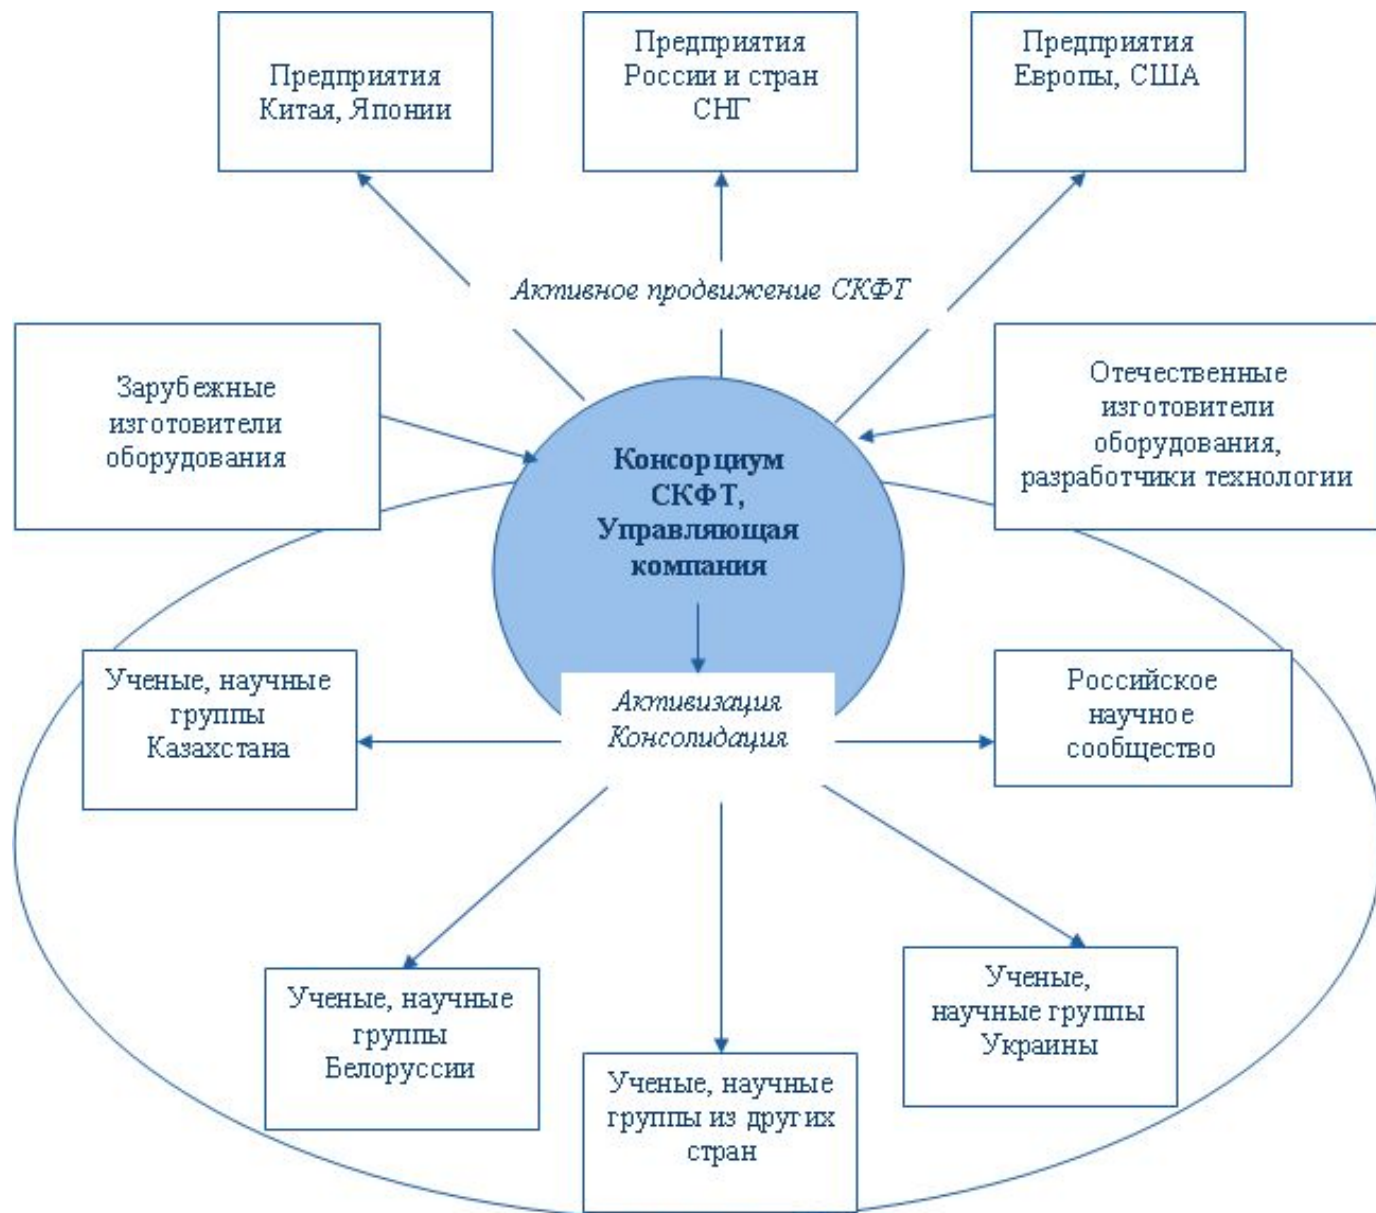 Предприятия
Китая, Японии
Предприятия
России и стран
СНГ
Предприятия
Европы, США
Активное продвижение СКФТ
Зарубежные
изготовители
оборудования
Консорциум
СКФТ,
Управляющая
компания
Отечественные
изготовители
оборудования,
разработчики технологии
Ученые, научные
группы
Казахстана
Активизация
Консолидация
Российское
научное
сообщество
Ученые, научные
группы
Белоруссии
Ученые, научные
группы из других
стран
Ученые,
научные группы
Украины